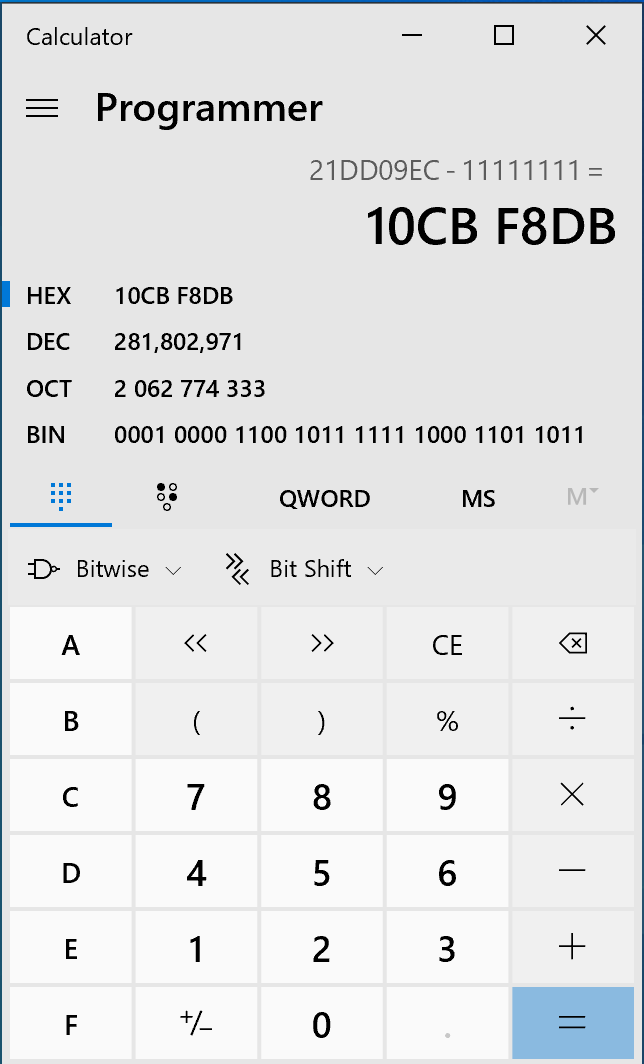 Calculator
Programmer
21DD09EC - 11111111 =
10CB F8DB
HEX 10CB F8DB
DEC 281,802,971
OCT 2 062 774 333
BIN 0001 0000 1100 1011 1111 1000 1101 1011
QWORD MS M
Bitwise Bit Shift
A << >> CE
B ( ) % ÷
C 7 8 9 ×
D 4 5 6 −
E 1 2 3 +
F +/− 0 . =